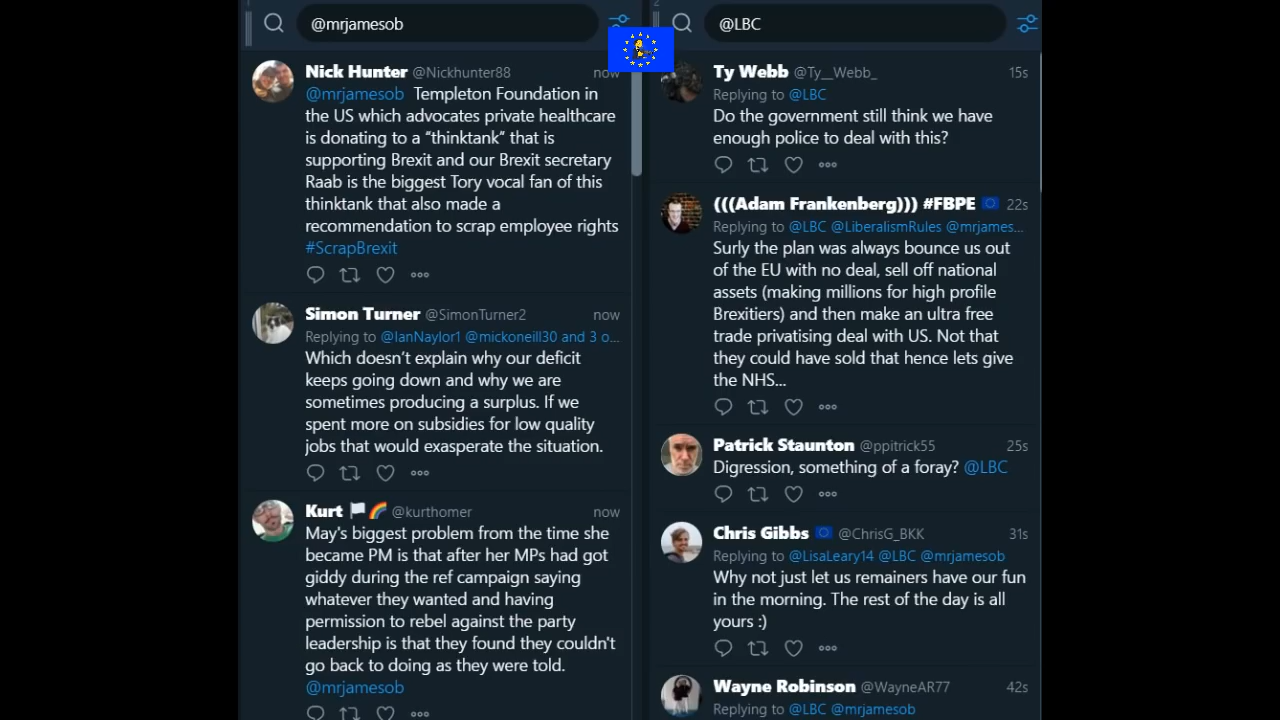 @mrjamesob
Nick Hunter @Nickhunter88 now
@mrjamesob Templeton Foundation in
the US which advocates private healthcare
is donating to a “thinktank” that is
supporting Brexit and our Brexit secretary
Raab is the biggest Tory vocal fan of this
thinktank that also made a
recommendation to scrap employee rights
#ScrapBrexit
Simon Turner @SimonTurner2 now
Replying to @IanNaylor1 @mickoneill30 and 3 o...
Which doesn’t explain why our deficit
keeps going down and why we are
sometimes producing a surplus. If we
spent more on subsidies for low quality
jobs that would exasperate the situation.
Kurt 🏳️🌈 @kurthomer now
May's biggest problem from the time she
became PM is that after her MPs had got
giddy during the ref campaign saying
whatever they wanted and having
permission to rebel against the party
leadership is that they found they couldn't
go back to doing as they were told.
@mrjamesob
2
@LBC
Ty Webb @Ty__Webb_ 15s
Replying to @LBC
Do the government still think we have
enough police to deal with this?
(((Adam Frankenberg))) #FBPE 🇪🇺 22s
Replying to @LBC @LiberalismRules @mrjames...
Surly the plan was always bounce us out
of the EU with no deal, sell off national
assets (making millions for high profile
Brexitiers) and then make an ultra free
trade privatising deal with US. Not that
they could have sold that hence lets give
the NHS...
Patrick Staunton @ppitrick55 25s
Digression, something of a foray? @LBC
Chris Gibbs 🇪🇺 @ChrisG_BKK 31s
Replying to @LisaLeary14 @LBC @mrjamesob
Why not just let us remainers have our fun
in the morning. The rest of the day is all
yours :)
Wayne Robinson @WayneAR77 42s
Replying to @LBC @mrjamesob